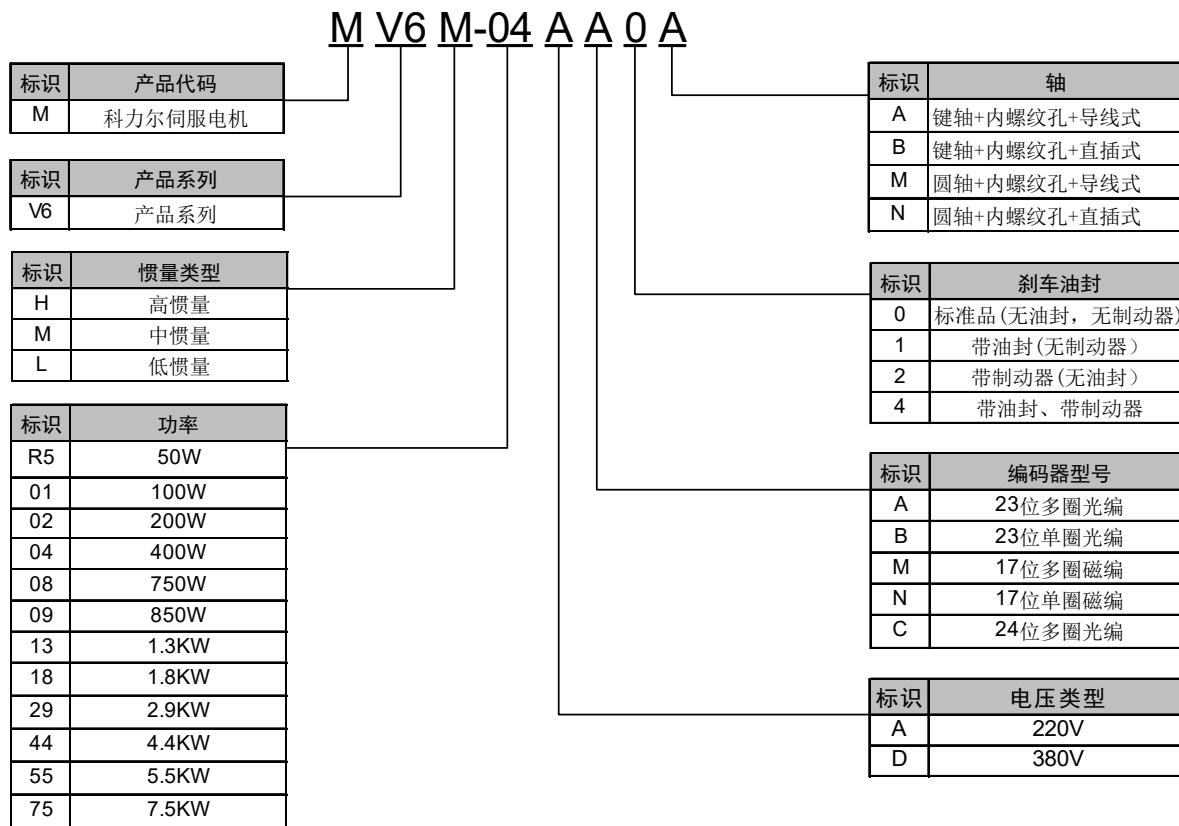 M V6 M-04 A A 0 A
标识 产品代码
M 科力尔伺服电机
标识 产品系列
V6 产品系列
标识 惯量类型
H 高惯量
M 中惯量
L 低惯量
标识 功率
R5 50W
01 100W
02 200W
04 400W
08 750W
09 850W
13 1.3KW
18 1.8KW
29 2.9KW
44 4.4KW
55 5.5KW
75 7.5KW
标识 轴
A 键轴+内螺纹孔+导线式
B 键轴+内螺纹孔+直插式
M 圆轴+内螺纹孔+导线式
N 圆轴+内螺纹孔+直插式
标识 刹车油封
0 标准品(无油封，无制动器)
1 带油封(无制动器）
2 带制动器(无油封）
4 带油封、带制动器
标识 编码器型号
A 23位多圈光编
B 23位单圈光编
M 17位多圈磁编
N 17位单圈磁编
C 24位多圈光编
标识 电压类型
A 220V
D 380V